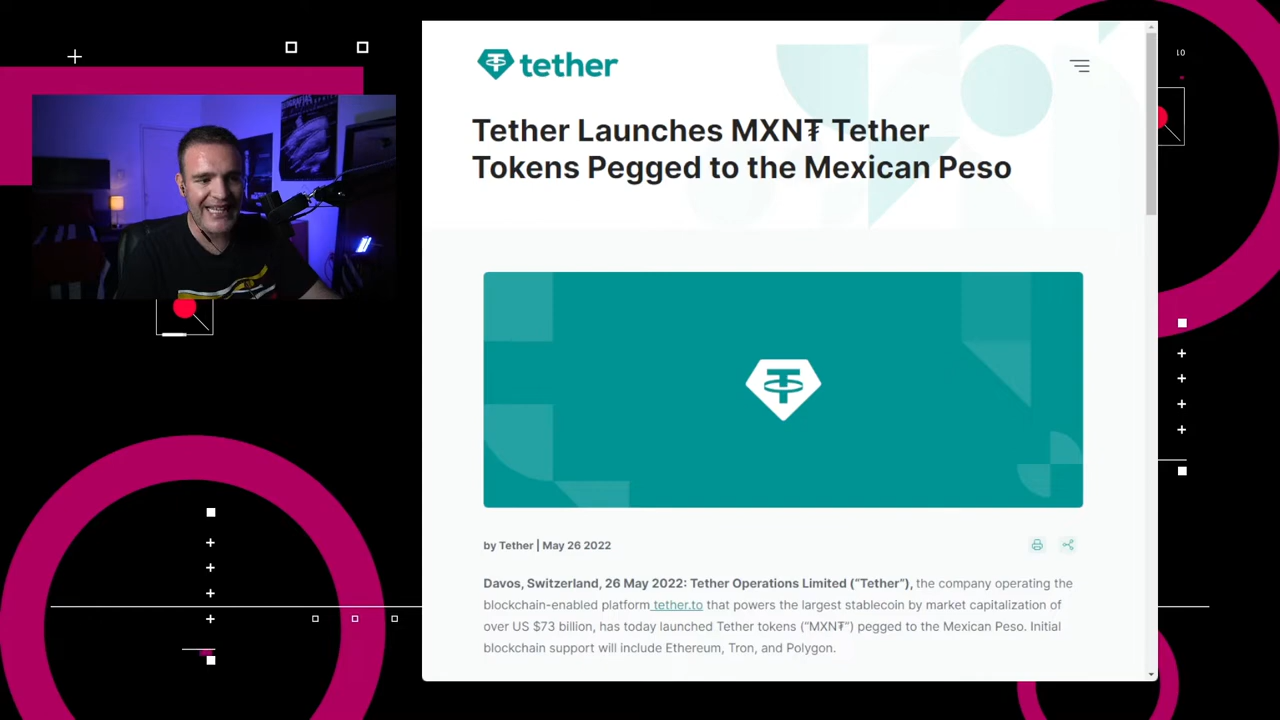 tether
Tether Launches MXN₮ Tether
Tokens Pegged to the Mexican Peso
by Tether | May 26 2022
Davos, Switzerland, 26 May 2022: Tether Operations Limited (“Tether”), the company operating the
blockchain-enabled platform tether.to that powers the largest stablecoin by market capitalization of
over US $73 billion, has today launched Tether tokens (“MXN₮”) pegged to the Mexican Peso. Initial
blockchain support will include Ethereum, Tron, and Polygon.